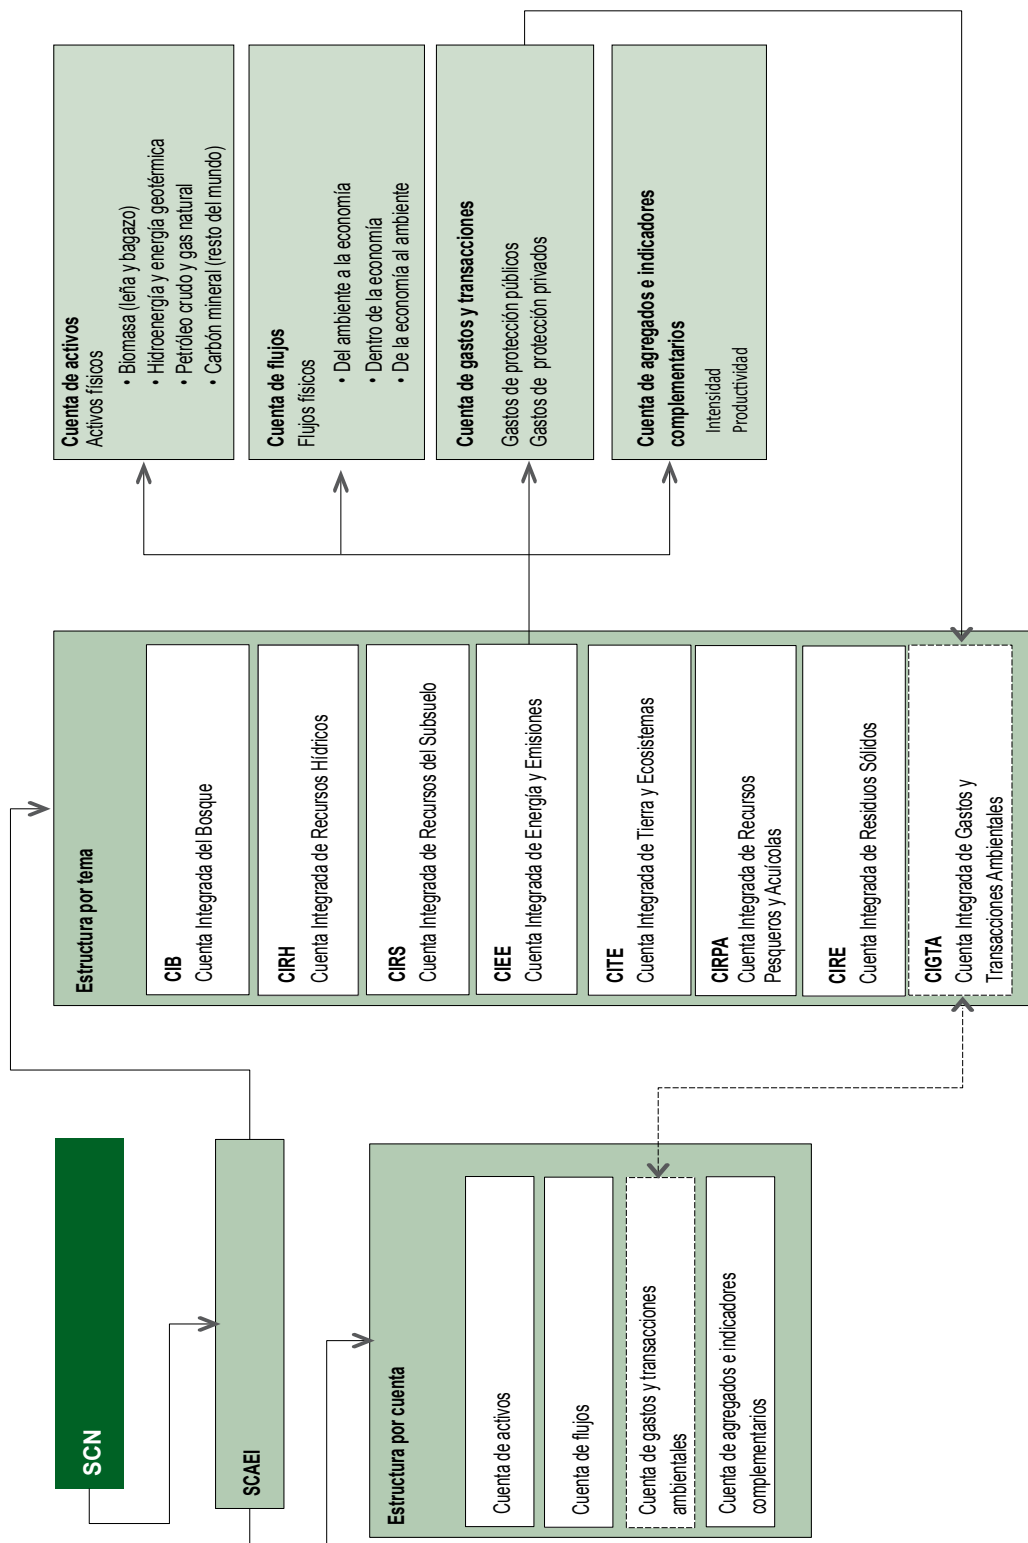 SCN
SCAEI
Estructura por cuenta
Cuenta de activos
Cuenta de flujos
Cuenta de gastos y transacciones
ambientales
Cuenta de agregados e indicadores
complementarios
Estructura por tema
CIB
Cuenta Integrada del Bosque
CIRH
Cuenta Integrada de Recursos Hídricos
CIRS
Cuenta Integrada de Recursos del Subsuelo
CIEE
Cuenta Integrada de Energía y Emisiones
CITE
Cuenta Integrada de Tierra y Ecosistemas
CIRPA
Cuenta Integrada de Recursos
Pesqueros y Acuícolas
CIRE
Cuenta Integrada de Residuos Sólidos
CIGTA
Cuenta Integrada de Gastos y
Transacciones Ambientales
Cuenta de activos
Activos físicos
• Biomasa (leña y bagazo)
• Hidroenergía y energía geotérmica
• Petróleo crudo y gas natural
• Carbón mineral (resto del mundo)
Cuenta de flujos
Flujos físicos
• Del ambiente a la economía
• Dentro de la economía
• De la economía al ambiente
Cuenta de gastos y transacciones
Gastos de protección públicos
Gastos de protección privados
Cuenta de agregados e indicadores
complementarios
Intensidad
Productividad